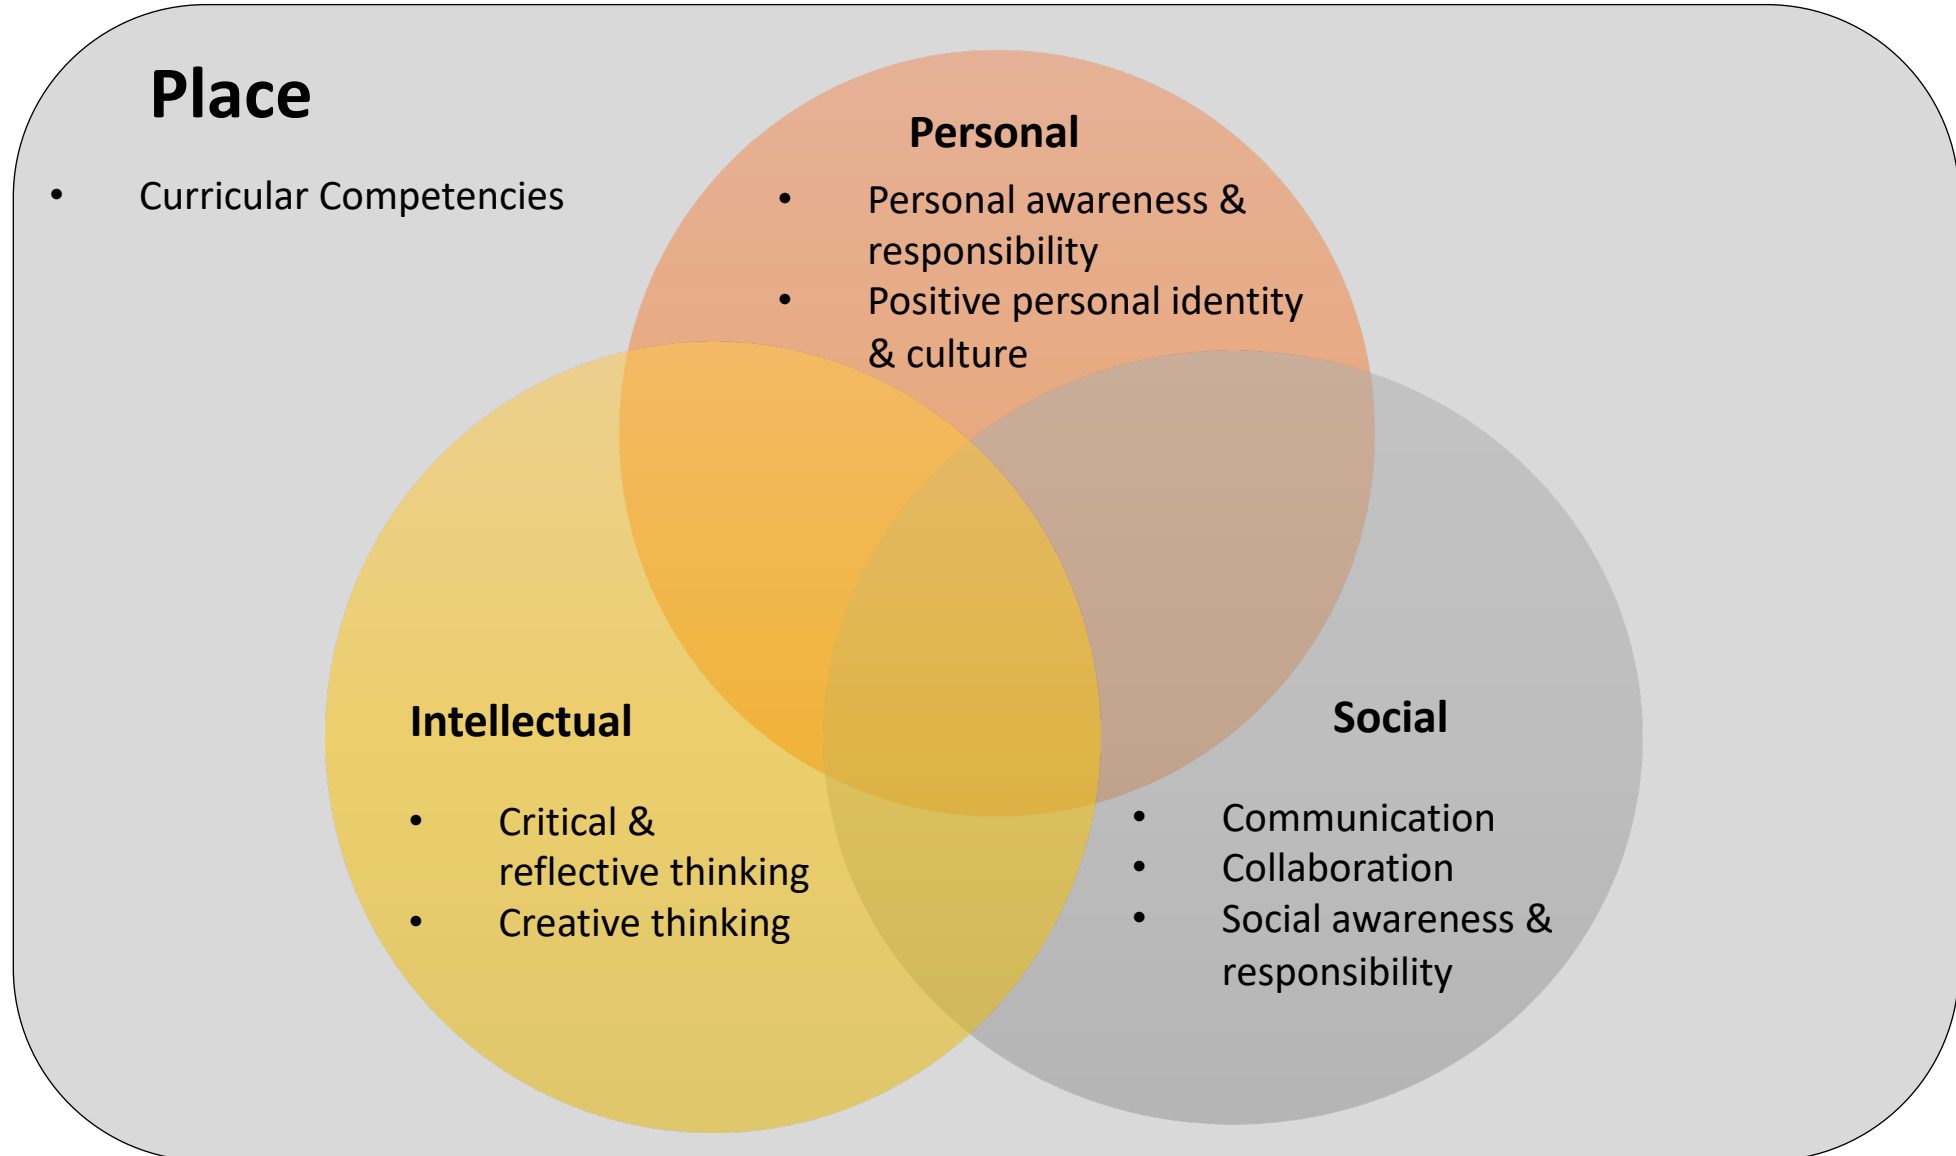 Place
• Curricular Competencies
Personal
• Personal awareness &
responsibility
• Positive personal identity
& culture
Intellectual
• Critical &
reflective thinking
• Creative thinking
Social
• Communication
• Collaboration
• Social awareness &
responsibility